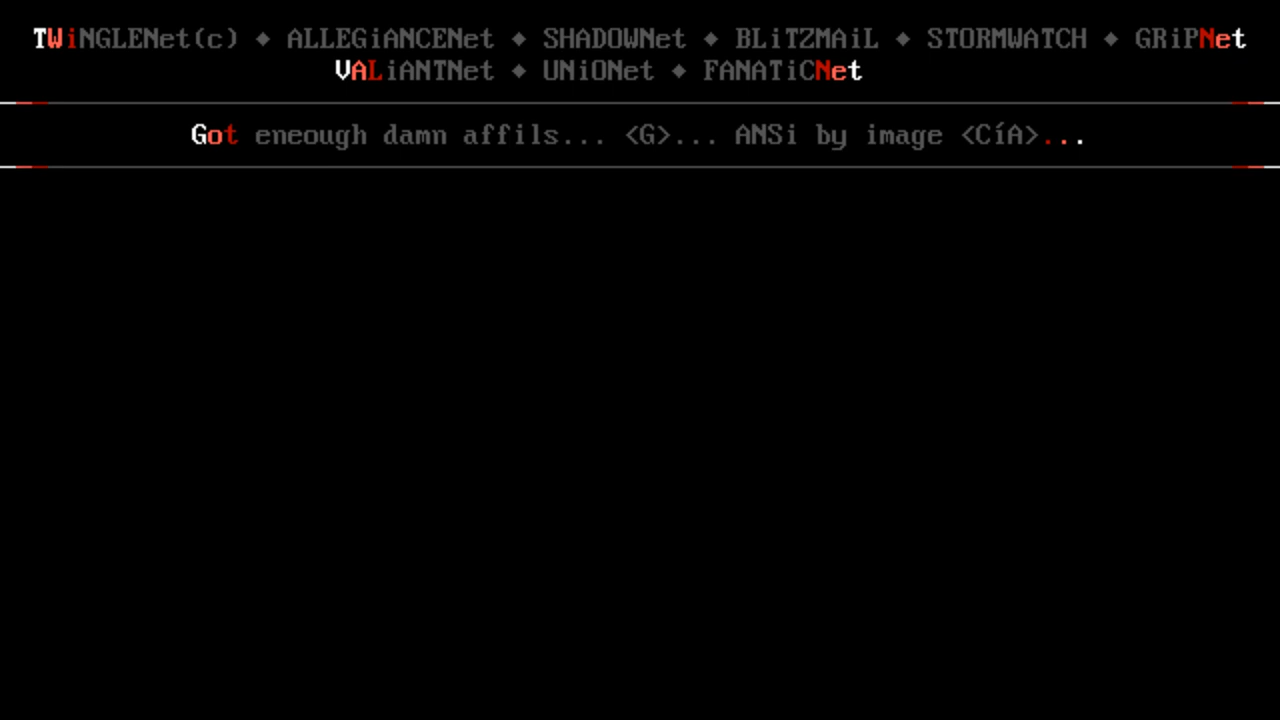 TWiNGLENet(c) ◆ ALLEGiANCENet ◆ SHADOWNet ◆ BLiTZMAiL ◆ STORMWATCH ◆ GRiPNet
VALiANTNet ◆ UNiONet ◆ FANATiCNet
Got eneough damn affils... <G>... ANSi by image <CíA>...